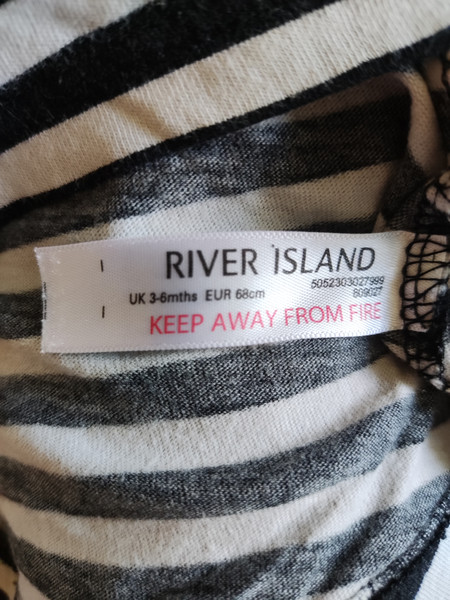 RIVER ISLAND
5052303027999
UK 3-6mths EUR 68cm
609027
KEEP AWAY FROM FIRE